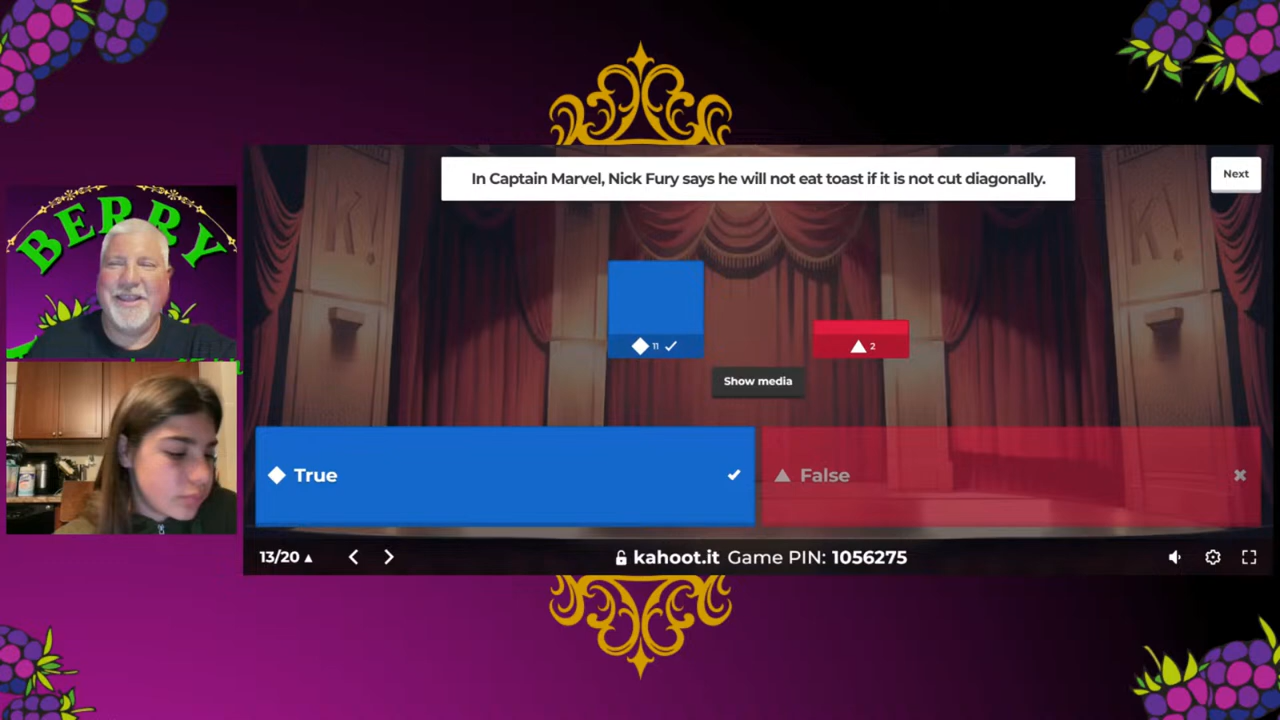 In Captain Marvel, Nick Fury says he will not eat toast if it is not cut diagonally.
Next
BERRY
K!
K!
11
2
Show media
True
False
13/20
kahoot.it Game PIN: 1056275